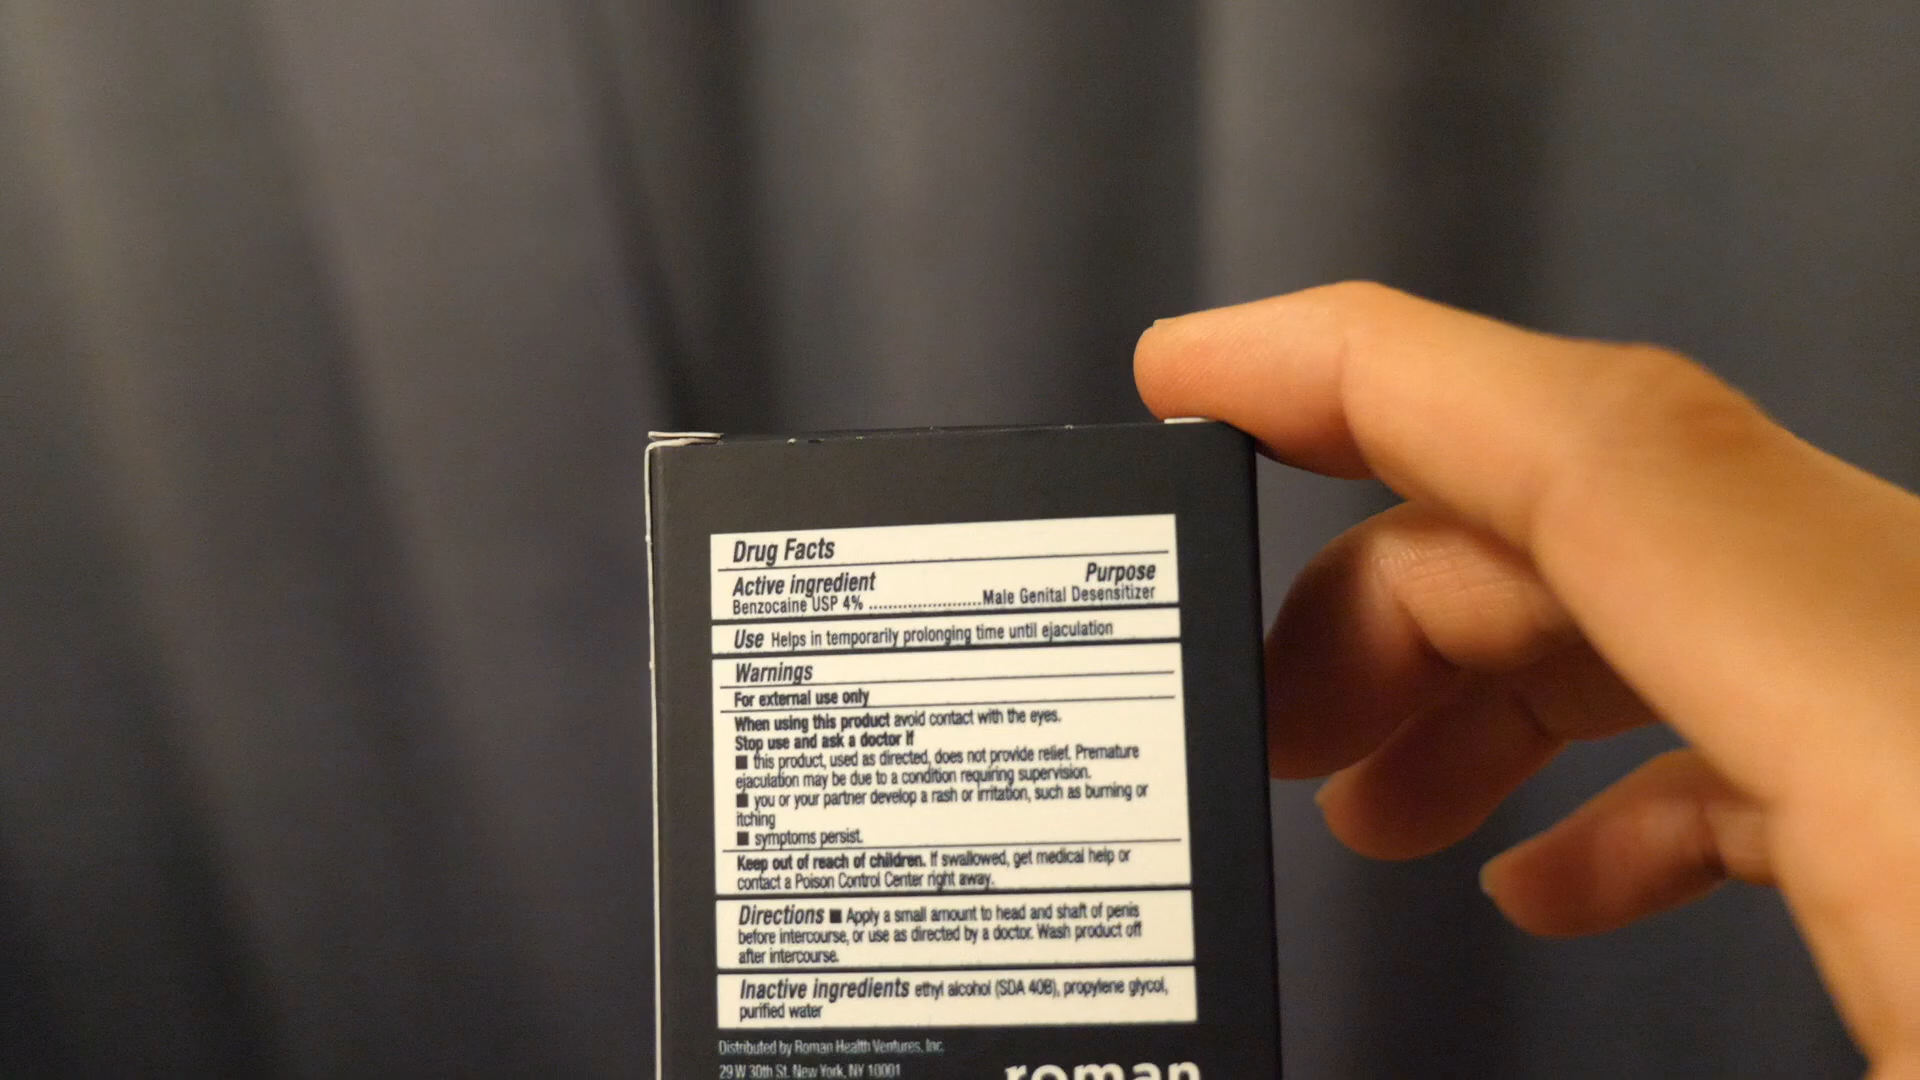 Drug Facts
Active ingredient Purpose
Benzocaine USP 4% ........................Male Genital Desensitizer
Use Helps in temporarily prolonging time until ejaculation
Warnings
For external use only
When using this product avoid contact with the eyes.
Stop use and ask a doctor if
■ this product, used as directed, does not provide relief. Premature
ejaculation may be due to a condition requiring supervision.
■ you or your partner develop a rash or irritation, such as burning or
itching
■ symptoms persist.
Keep out of reach of children. If swallowed, get medical help or
contact a Poison Control Center right away.
Directions ■ Apply a small amount to head and shaft of penis
before intercourse, or use as directed by a doctor. Wash product off
after intercourse.
Inactive ingredients ethyl alcohol (SDA 40B), propylene glycol,
purified water
Distributed by Roman Health Ventures, Inc.
29 W 30th St. New York, NY 10001
roman